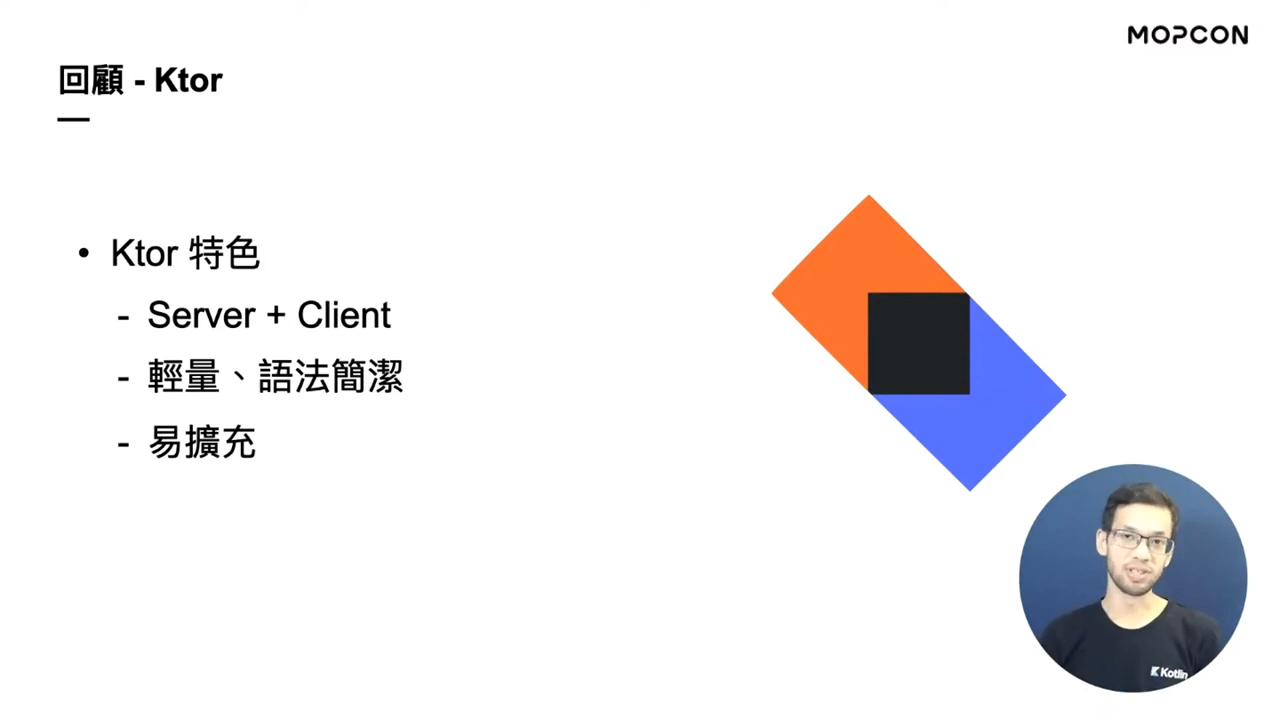 MOPCON
回顧 - Ktor
• Ktor 特色
- Server + Client
- 輕量、語法簡潔
- 易擴充
Kotlin